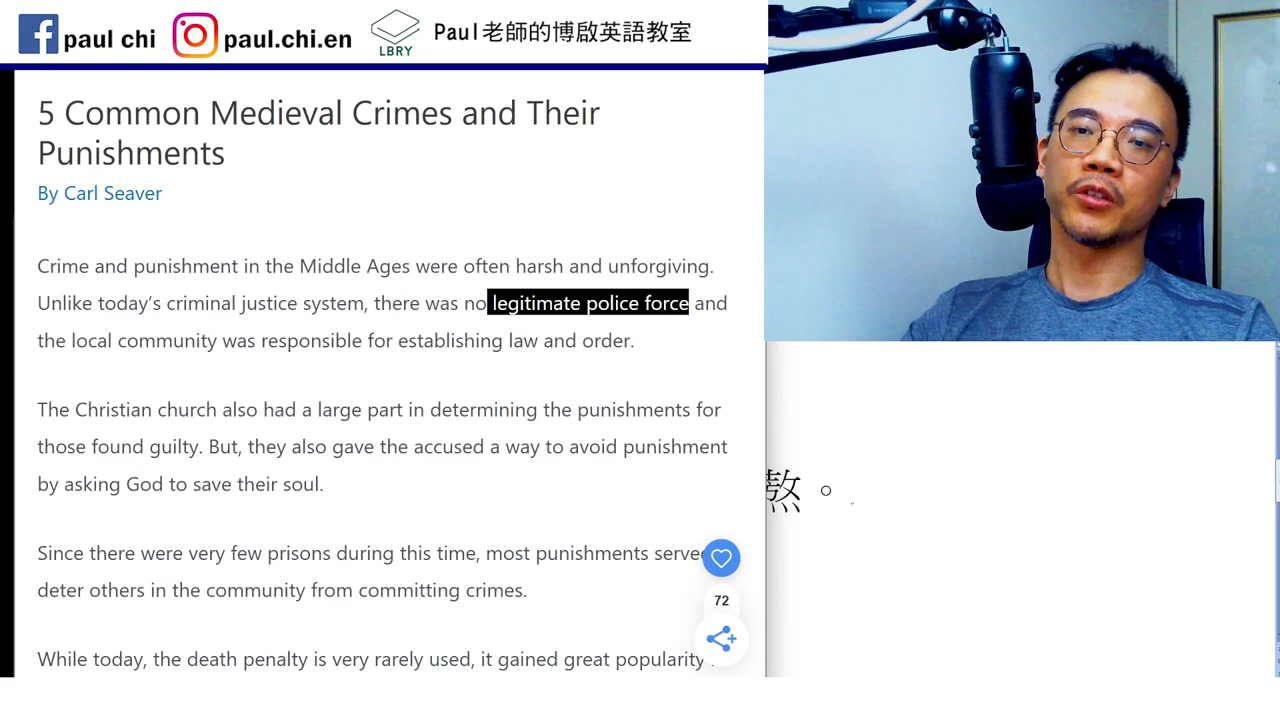 paul chi
paul.chi.en
LBRY
Paul老師的博啟英語教室
5 Common Medieval Crimes and Their
Punishments
By Carl Seaver
Crime and punishment in the Middle Ages were often harsh and unforgiving.
Unlike today’s criminal justice system, there was no legitimate police force and
the local community was responsible for establishing law and order.
The Christian church also had a large part in determining the punishments for
those found guilty. But, they also gave the accused a way to avoid punishment
by asking God to save their soul.
Since there were very few prisons during this time, most punishments
deter others in the community from committing crimes.
While today, the death penalty is very rarely used, it gained great popularity
72
熬。